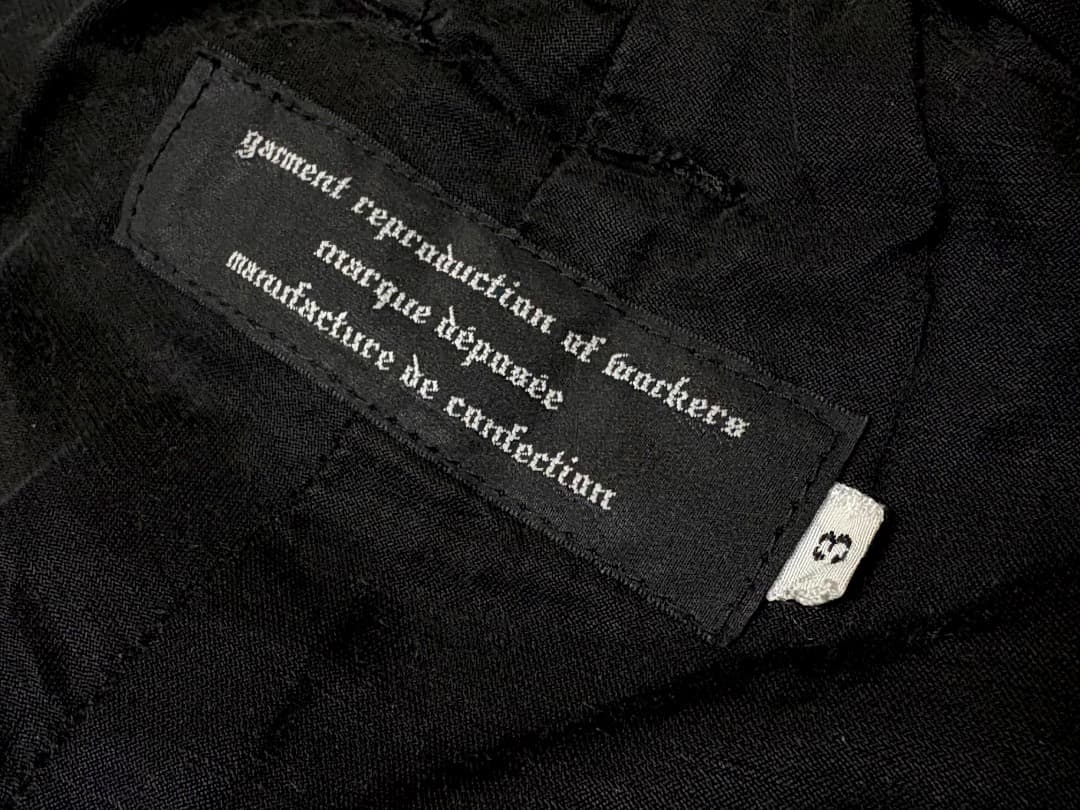 garment reproduction of workers
marque déposée
manufacture de confection
3